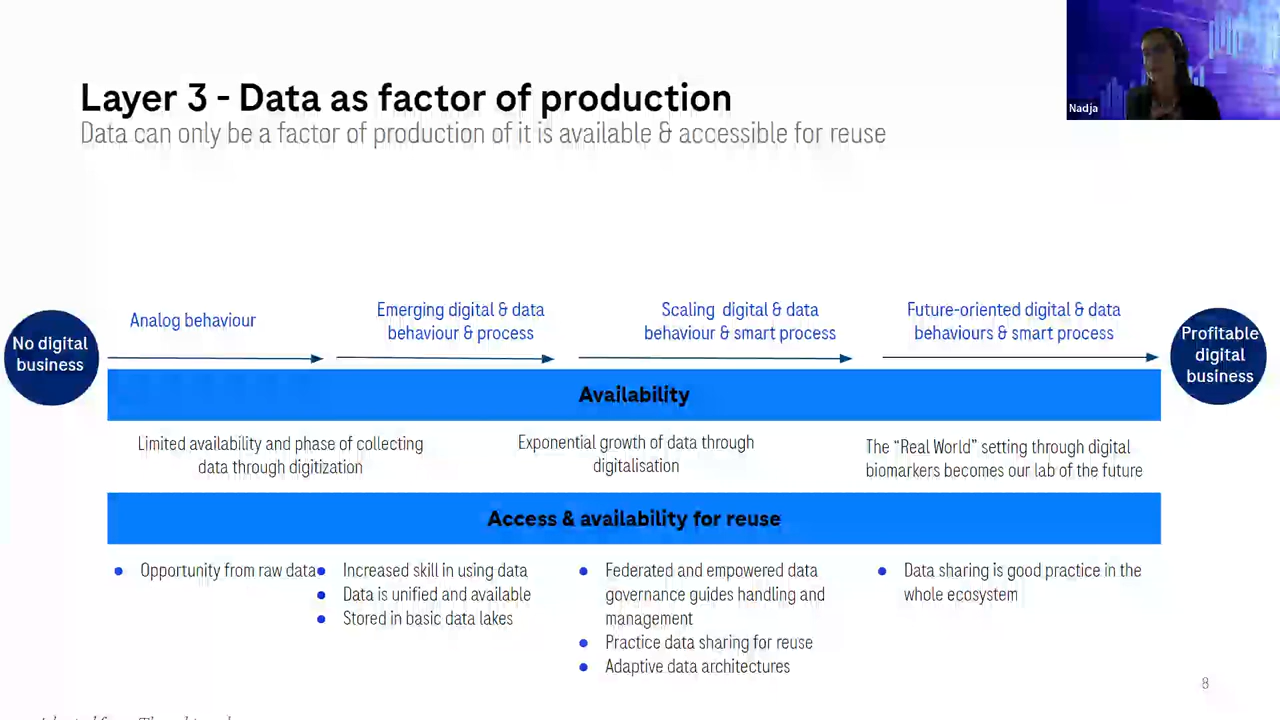 Nadja
Layer 3 - Data as factor of production
Data can only be a factor of production of it is available & accessible for reuse
No digital
business
Analog behaviour
Emerging digital & data
behaviour & process
Scaling digital & data
behaviour & smart process
Future-oriented digital & data
behaviours & smart process
Profitable
digital
business
Availability
Limited availability and phase of collecting
data through digitization
Exponential growth of data through
digitalisation
The “Real World” setting through digital
biomarkers becomes our lab of the future
Access & availability for reuse
● Opportunity from raw data
● Increased skill in using data
● Data is unified and available
● Stored in basic data lakes
● Federated and empowered data
governance guides handling and
management
● Practice data sharing for reuse
● Adaptive data architectures
● Data sharing is good practice in the
whole ecosystem
8